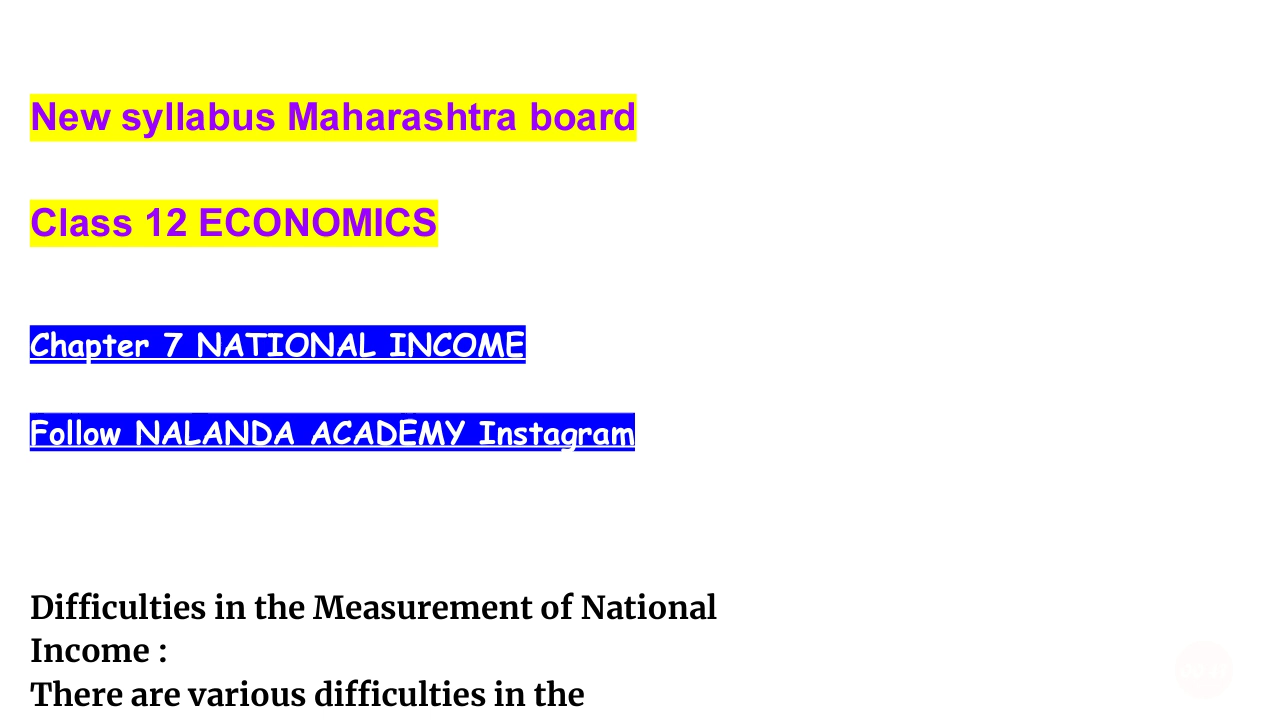 New syllabus Maharashtra board
Class 12 ECONOMICS
Chapter 7 NATIONAL INCOME
Follow NALANDA ACADEMY Instagram
Difficulties in the Measurement of National
Income :
There are various difficulties in the